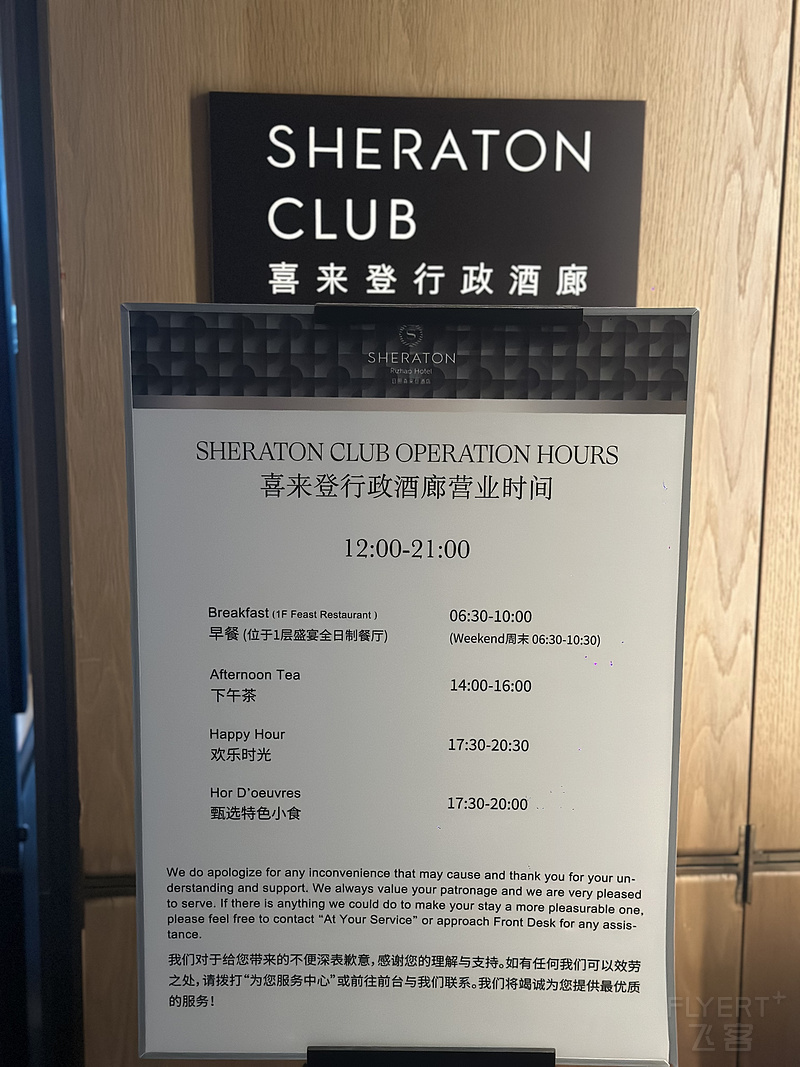 SHERATON
CLUB
喜来登行政酒廊
SHERATON
Rizhao Hotel
日照喜来登酒店
SHERATON CLUB OPERATION HOURS
喜来登行政酒廊营业时间
12:00-21:00
Breakfast (1F Feast Restaurant) 06:30-10:00
早餐 (位于1层盛宴全日制餐厅) (Weekend周末 06:30-10:30)
Afternoon Tea
下午茶
14:00-16:00
Happy Hour
欢乐时光
17:30-20:30
Hor D'oeuvres
甄选特色小食
17:30-20:00
We do apologize for any inconvenience that may cause and thank you for your un-
derstanding and support. We always value your patronage and we are very pleased
to serve. If there is anything we could do to make your stay a more pleasurable one,
please feel free to contact "At Your Service" or approach Front Desk for any assis-
tance.
我们对于给您带来的不便深表歉意，感谢您的理解与支持。如有任何我们可以效劳
之处，请拨打“为您服务中心”或前往前台与我们联系。我们将竭诚为您提供最优质
的服务！
FLYERT+
飞客